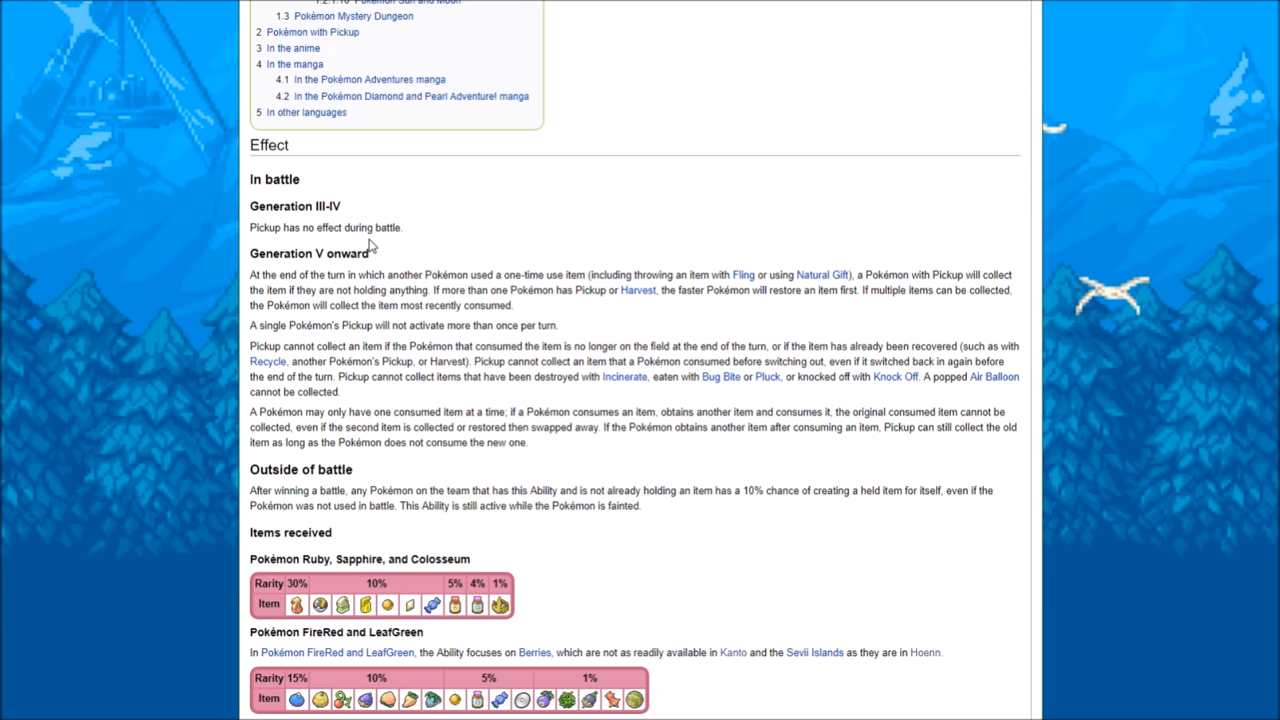 1.3 Pokémon Mystery Dungeon
2 Pokémon with Pickup
3 In the anime
4 In the manga
4.1 In the Pokémon Adventures manga
4.2 In the Pokémon Diamond and Pearl Adventure! manga
5 In other languages
Effect
In battle
Generation III-IV
Pickup has no effect during battle.
Generation V onward
At the end of the turn in which another Pokémon used a one-time use item (including throwing an item with Fling or using Natural Gift), a Pokémon with Pickup will collect
the item if they are not holding anything. If more than one Pokémon has Pickup or Harvest, the faster Pokémon will restore an item first. If multiple items can be collected,
the Pokémon will collect the item most recently consumed.
A single Pokémon's Pickup will not activate more than once per turn.
Pickup cannot collect an item if the Pokémon that consumed the item is no longer on the field at the end of the turn, or if the item has already been recovered (such as with
Recycle, another Pokémon's Pickup, or Harvest). Pickup cannot collect an item that a Pokémon consumed before switching out, even if it switched back in again before
the end of the turn. Pickup cannot collect items that have been destroyed with Incinerate, eaten with Bug Bite or Pluck, or knocked off with Knock Off. A popped Air Balloon
cannot be collected.
A Pokémon may only have one consumed item at a time; if a Pokémon consumes an item, obtains another item and consumes it, the original consumed item cannot be
collected, even if the second item is collected or restored then swapped away. If the Pokémon obtains another item after consuming an item, Pickup can still collect the old
item as long as the Pokémon does not consume the new one.
Outside of battle
After winning a battle, any Pokémon on the team that has this Ability and is not already holding an item has a 10% chance of creating a held item for itself, even if the
Pokémon was not used in battle. This Ability is still active while the Pokémon is fainted.
Items received
Pokémon Ruby, Sapphire, and Colosseum
Rarity 30% 10% 5% 4% 1%
Item
Pokémon FireRed and LeafGreen
In Pokémon FireRed and LeafGreen, the Ability focuses on Berries, which are not as readily available in Kanto and the Sevii Islands as they are in Hoenn.
Rarity 15% 10% 5% 1%
Item